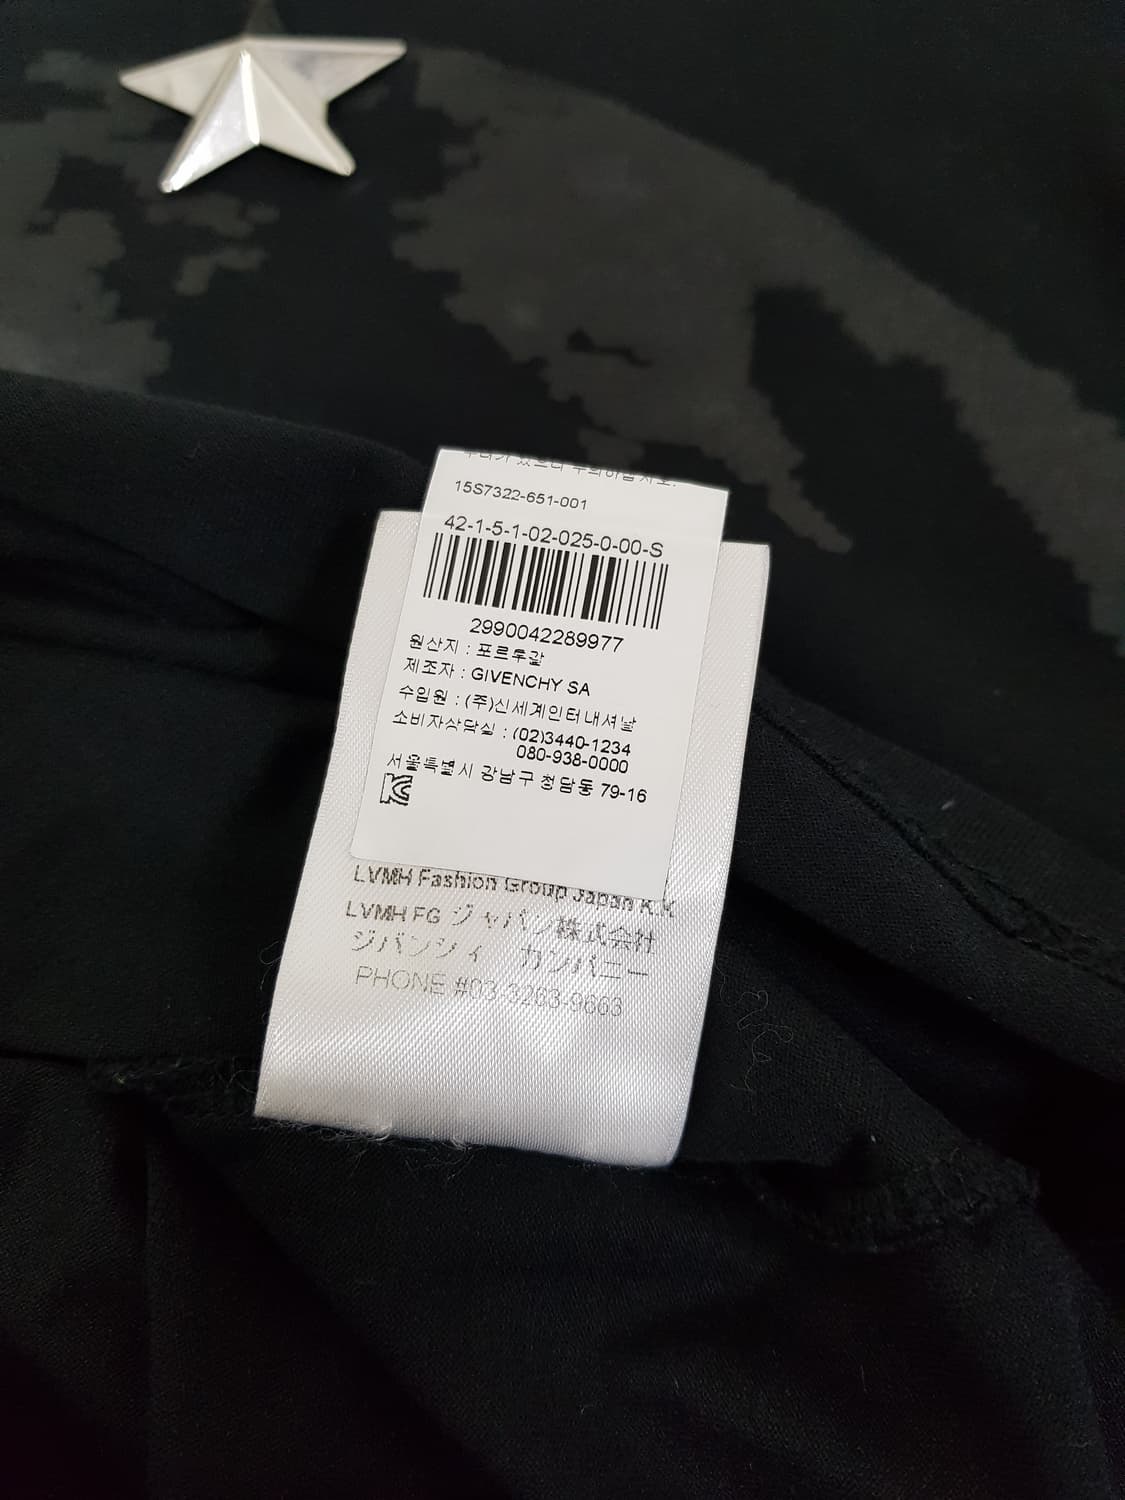 15S7322-651-001
42-1-5-1-02-025-0-00-S
2990042289977
원산지 : 포르투갈
제조자 : GIVENCHY SA
수입원 : (주)신세계인터내셔날
소비자상담실 : (02)3440-1234
080-938-0000
서울특별시 강남구 청담동 79-16
LVMH Fashion Group Japan K.K
LVMH FG ジャパン株式会社
ジバンシィ カンパニー
PHONE #03-3263-9663